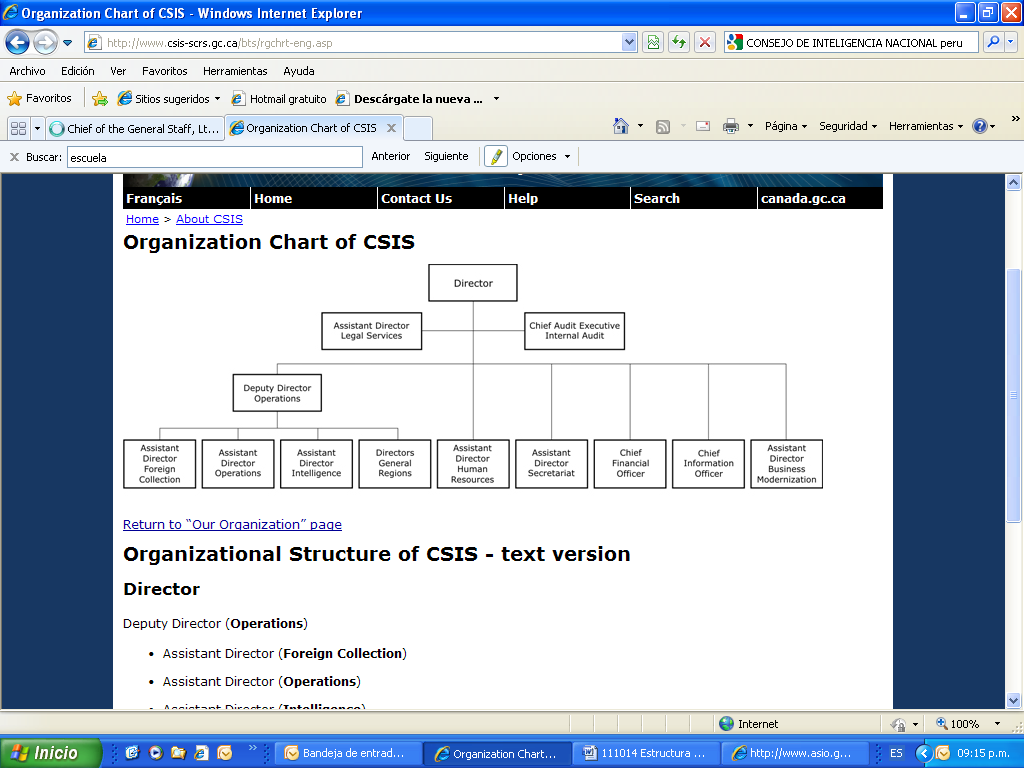 Organization Chart of CSIS - Windows Internet Explorer
http://www.csis-scrs.gc.ca/bts/rgchrt-eng.asp
CONSEJO DE INTELIGENCIA NACIONAL peru
Archivo Edición Ver Favoritos Herramientas Ayuda
Favoritos Sitios sugeridos Hotmail gratuito Descárgate la nueva ...
Chief of the General Staff, Lt... Organization Chart of CSIS X Página Seguridad Herramientas »
X Buscar: escuela Anterior Siguiente Opciones
Français Home Contact Us Help Search canada.gc.ca
Home > About CSIS
Organization Chart of CSIS
Director
Assistant Director
Legal Services
Chief Audit Executive
Internal Audit
Deputy Director
Operations
Assistant
Director
Foreign
Collection
Assistant
Director
Operations
Assistant
Director
Intelligence
Directors
General
Regions
Assistant
Director
Human
Resources
Assistant
Director
Secretariat
Chief
Financial
Officer
Chief
Information
Officer
Assistant
Director
Business
Modernization
Return to “Our Organization” page
Organizational Structure of CSIS - text version
Director
Deputy Director (Operations)
• Assistant Director (Foreign Collection)
• Assistant Director (Operations)
• Assistant Director (Intelligence)
Internet 100%
Inicio » Bandeja de entrad... Organization Chart... 111014 Estructura ... http://www.asio.g... ES 09:15 p.m.